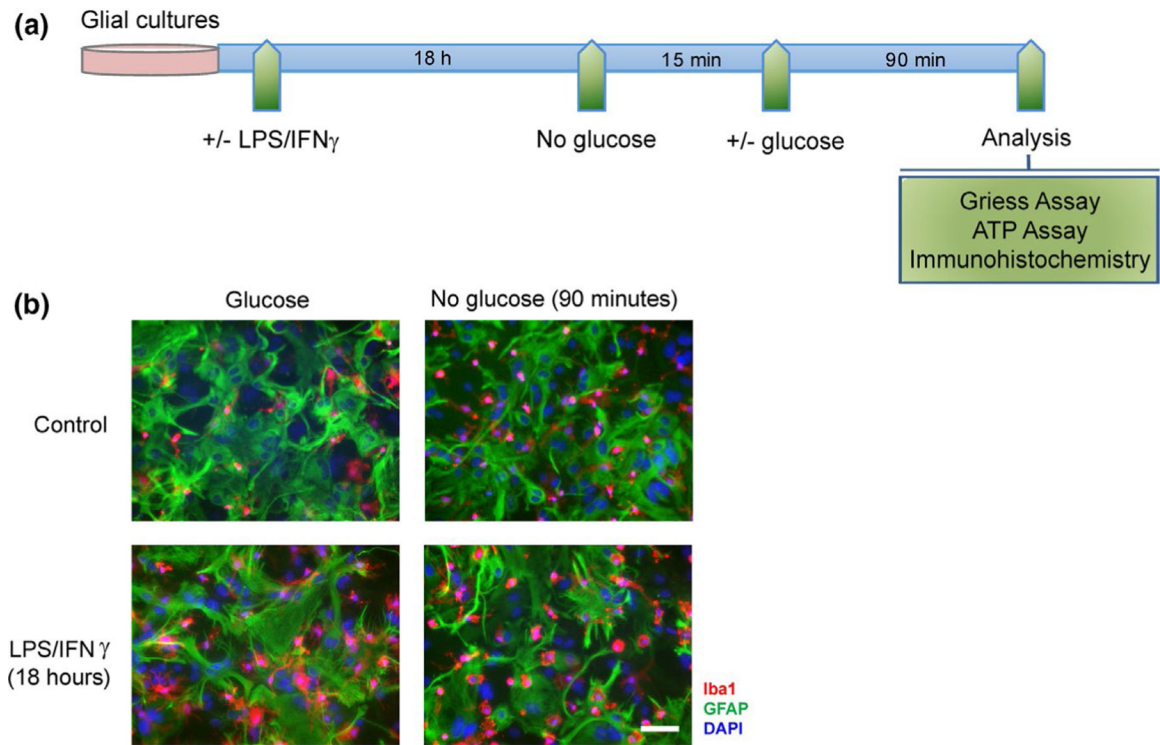 (a)
Glial cultures
18 h
15 min
90 min
+/- LPS/IFNγ
No glucose
+/- glucose
Analysis
Griess Assay
ATP Assay
Immunohistochemistry
(b)
Glucose
No glucose (90 minutes)
Control
LPS/IFN γ
(18 hours)
Iba1
GFAP
DAPI